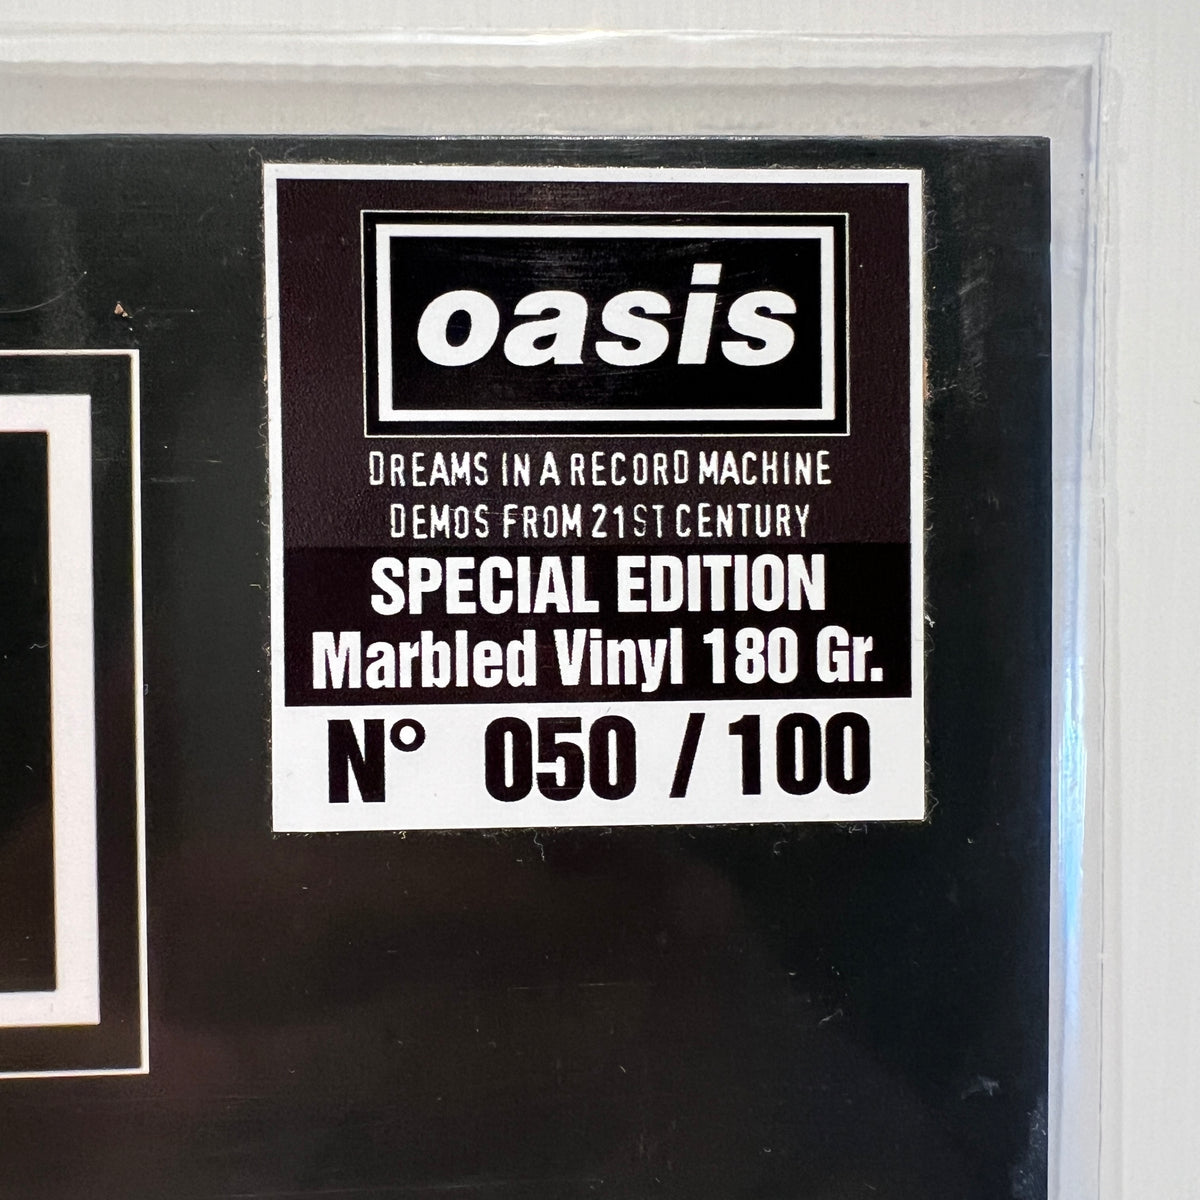 oasis
DREAMS IN A RECORD MACHINE
DEMOS FROM 21ST CENTURY
SPECIAL EDITION
Marbled Vinyl 180 Gr.
N° 050 / 100